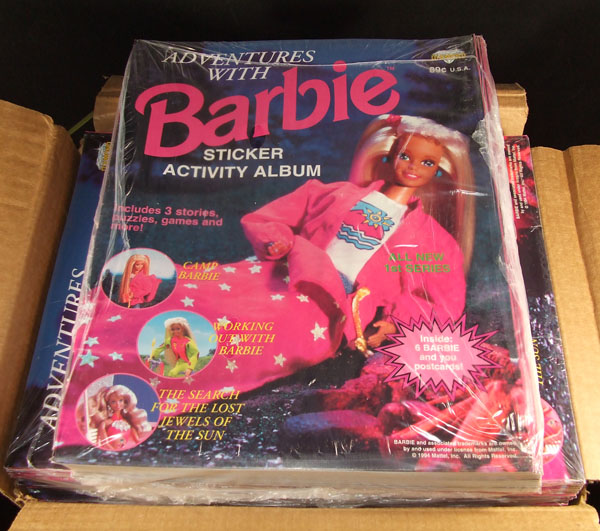 ADVENTURES
WITH
Barbie™
STICKER
ACTIVITY ALBUM
89¢ U.S.A.
Includes 3 stories,
puzzles, games and
more!
CAMP
BARBIE
WORKING
OUT WITH
BARBIE
THE SEARCH
FOR THE LOST
JEWELS OF
THE SUN
ALL NEW
1st SERIES
Inside:
6 BARBIE
and you
postcards!
BARBIE and associated trademarks are owned
by and used under license from Mattel, Inc.
© 1994 Mattel, Inc. All Rights Reserved.
ADVENTURES
THE SUN